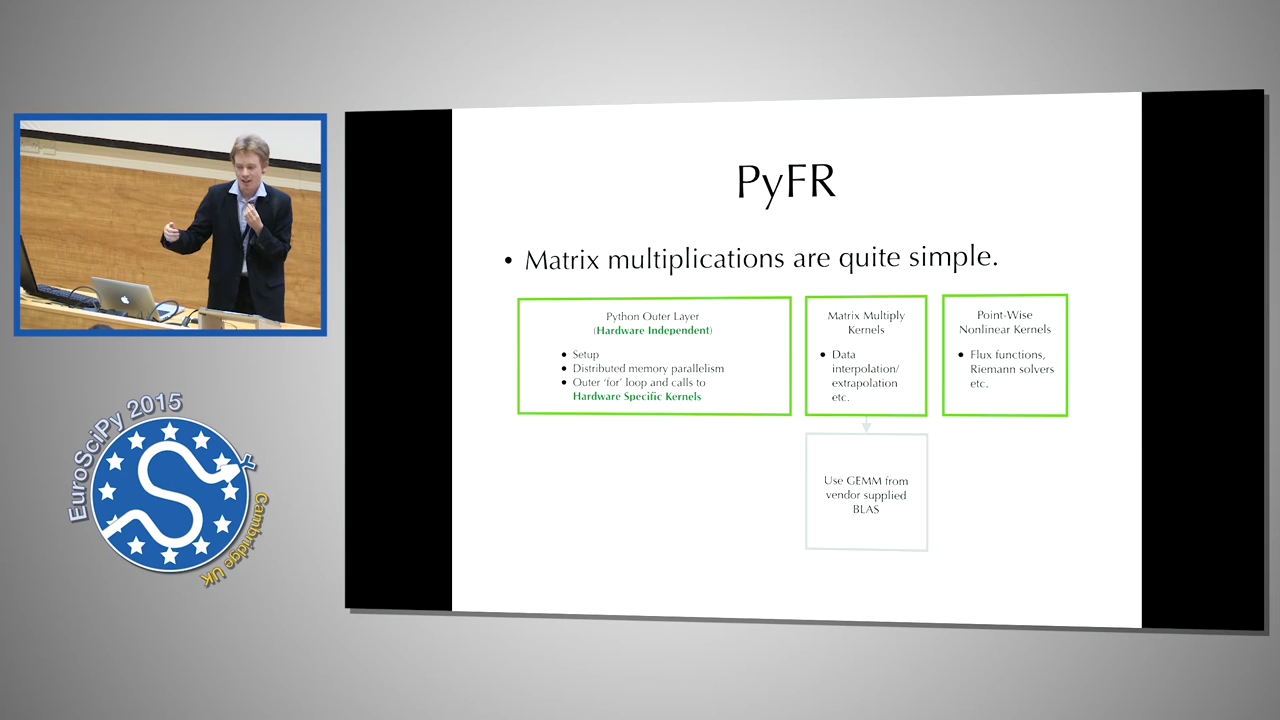 PyFR
• Matrix multiplications are quite simple.
Python Outer Layer
(Hardware Independent)
• Setup
• Distributed memory parallelism
• Outer ‘for’ loop and calls to
Hardware Specific Kernels
Matrix Multiply
Kernels
• Data
interpolation/
extrapolation
etc.
Point-Wise
Nonlinear Kernels
• Flux functions,
Riemann solvers
etc.
Use GEMM from
vendor supplied
BLAS
EuroSciPy 2015
Cambridge UK